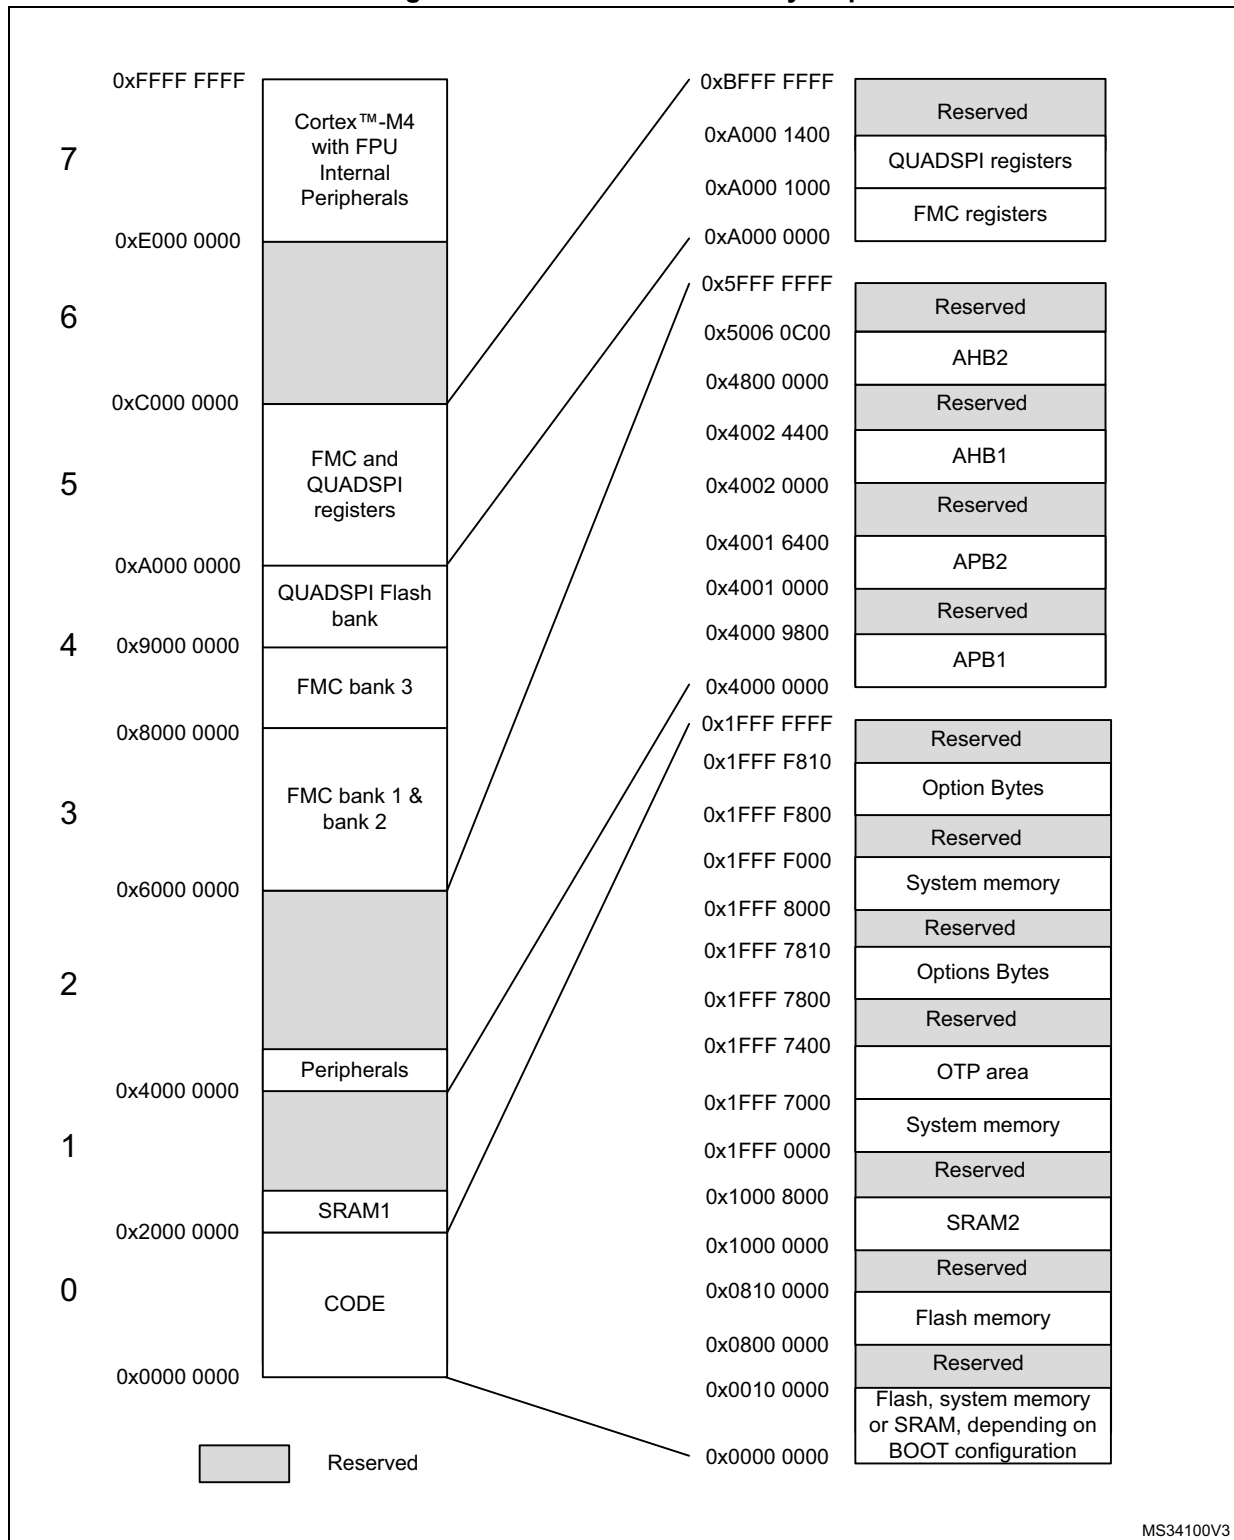 0xFFFF FFFF
Cortex™-M4
with FPU
Internal
Peripherals
7
0xE000 0000
6
0xC000 0000
FMC and
QUADSPI
registers
5
0xA000 0000
QUADSPI Flash
bank
4
0x9000 0000
FMC bank 3
0x8000 0000
FMC bank 1 &
bank 2
3
0x6000 0000
2
Peripherals
0x4000 0000
1
SRAM1
0x2000 0000
0
CODE
0x0000 0000
Reserved
0xBFFF FFFF
Reserved
0xA000 1400
QUADSPI registers
0xA000 1000
FMC registers
0xA000 0000
0x5FFF FFFF
Reserved
0x5006 0C00
AHB2
0x4800 0000
Reserved
0x4002 4400
AHB1
0x4002 0000
Reserved
0x4001 6400
APB2
0x4001 0000
Reserved
0x4000 9800
APB1
0x4000 0000
0x1FFF FFFF
Reserved
0x1FFF F810
Option Bytes
0x1FFF F800
Reserved
0x1FFF F000
System memory
0x1FFF 8000
Reserved
0x1FFF 7810
Options Bytes
0x1FFF 7800
Reserved
0x1FFF 7400
OTP area
0x1FFF 7000
System memory
0x1FFF 0000
Reserved
0x1000 8000
SRAM2
0x1000 0000
Reserved
0x0810 0000
Flash memory
0x0800 0000
Reserved
0x0010 0000
Flash, system memory
or SRAM, depending on
BOOT configuration
0x0000 0000
MS34100V3